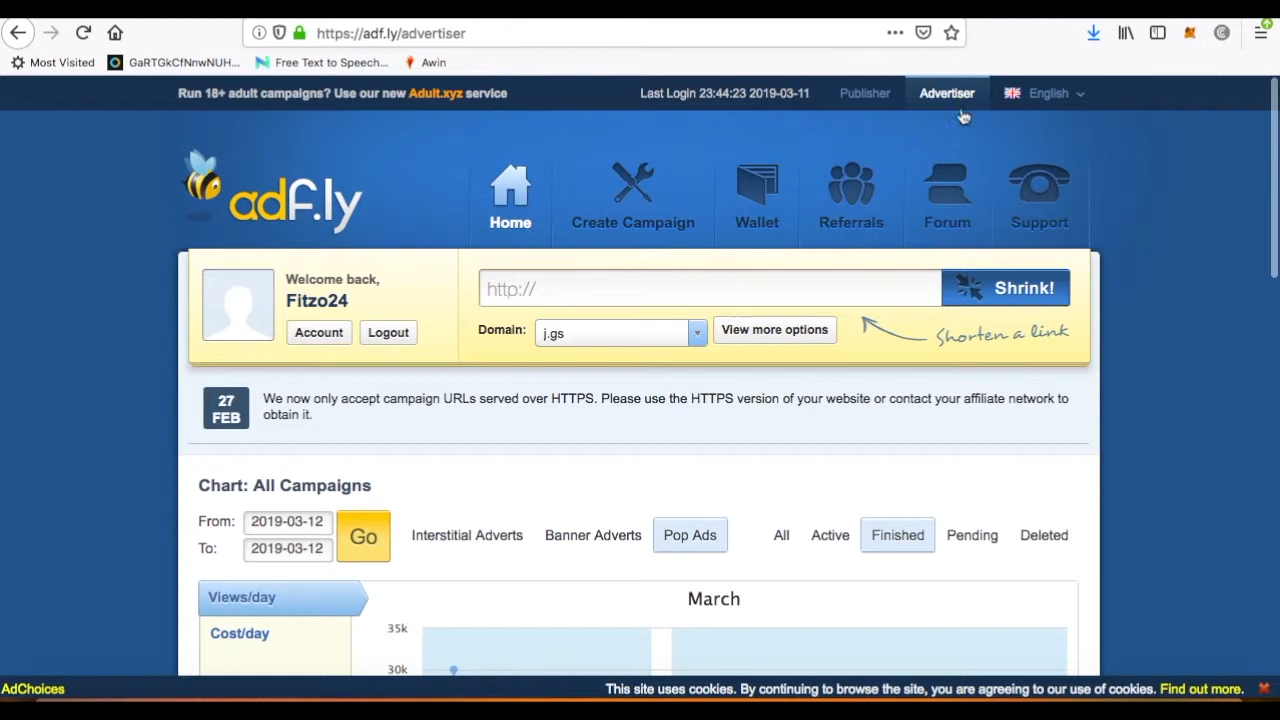 https://adf.ly/advertiser
Most Visited
GaRTGkCfNnwNUH...
Free Text to Speech...
Awin
Run 18+ adult campaigns? Use our new Adult.xyz service
Last Login 23:44:23 2019-03-11
Publisher
Advertiser
English
adf.ly
Home
Create Campaign
Wallet
Referrals
Forum
Support
Welcome back,
Fitzo24
Account
Logout
http://
Shrink!
Domain:
j.gs
View more options
Shorten a link
27
FEB
We now only accept campaign URLs served over HTTPS. Please use the HTTPS version of your website or contact your affiliate network to
obtain it.
Chart: All Campaigns
From:
2019-03-12
To:
2019-03-12
Go
Interstitial Adverts
Banner Adverts
Pop Ads
All
Active
Finished
Pending
Deleted
Views/day
Cost/day
March
35k
30k
AdChoices
This site uses cookies. By continuing to browse the site, you are agreeing to our use of cookies. Find out more.